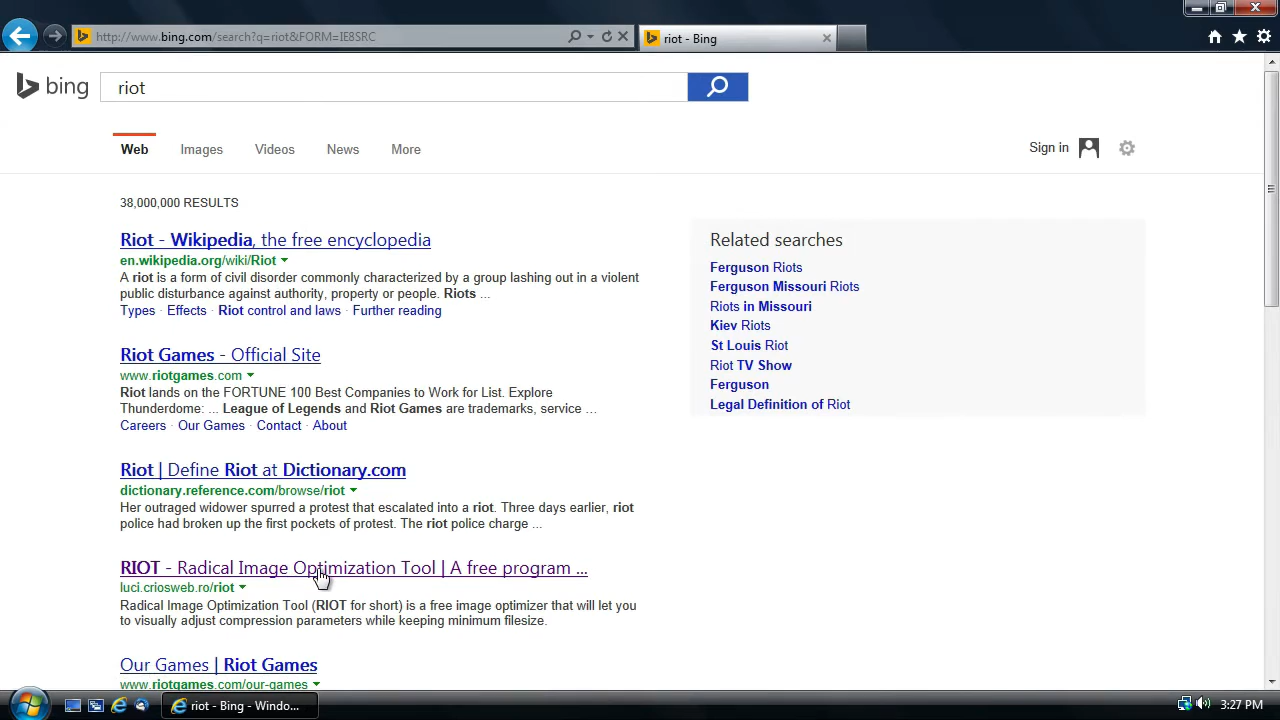 http://www.bing.com/search?q=riot&FORM=IE8SRC
riot - Bing
bing
riot
Web
Images
Videos
News
More
Sign in
38,000,000 RESULTS
Riot - Wikipedia, the free encyclopedia
en.wikipedia.org/wiki/Riot
A riot is a form of civil disorder commonly characterized by a group lashing out in a violent
public disturbance against authority, property or people. Riots ...
Types · Effects · Riot control and laws · Further reading
Riot Games - Official Site
www.riotgames.com
Riot lands on the FORTUNE 100 Best Companies to Work for List. Explore
Thunderdome: ... League of Legends and Riot Games are trademarks, service ...
Careers · Our Games · Contact · About
Riot | Define Riot at Dictionary.com
dictionary.reference.com/browse/riot
Her outraged widower spurred a protest that escalated into a riot. Three days earlier, riot
police had broken up the first pockets of protest. The riot police charge ...
RIOT - Radical Image Optimization Tool | A free program ...
luci.criosweb.ro/riot
Radical Image Optimization Tool (RIOT for short) is a free image optimizer that will let you
to visually adjust compression parameters while keeping minimum filesize.
Our Games | Riot Games
www.riotgames.com/our-games
Related searches
Ferguson Riots
Ferguson Missouri Riots
Riots in Missouri
Kiev Riots
St Louis Riot
Riot TV Show
Ferguson
Legal Definition of Riot
riot - Bing - Windo...
3:27 PM